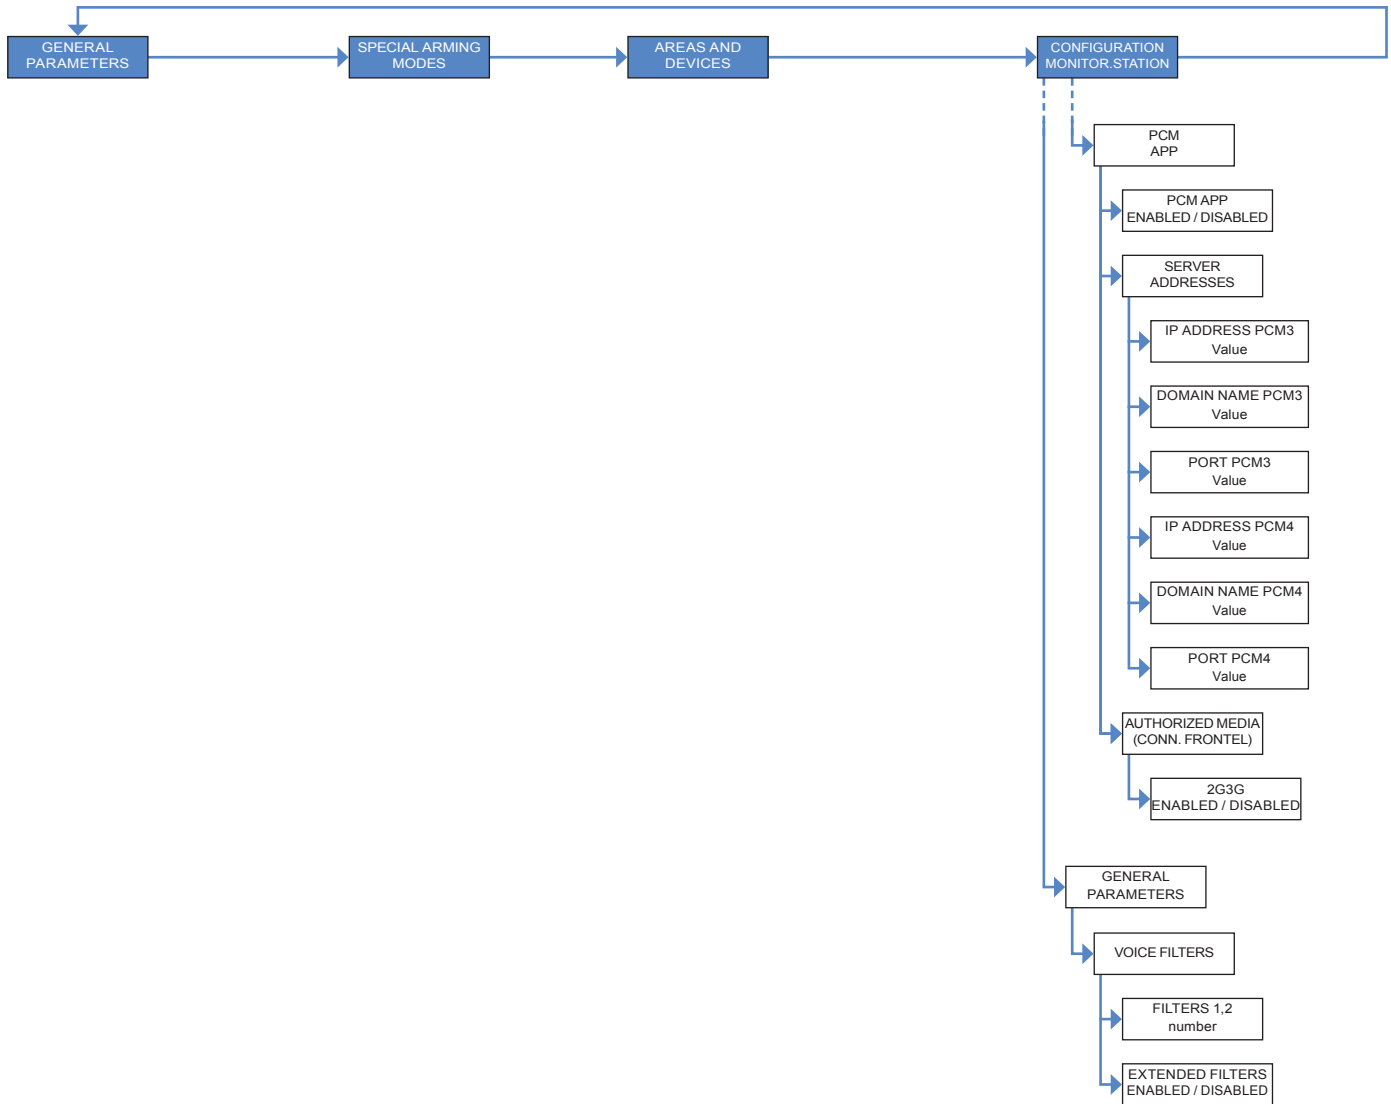 GENERAL
PARAMETERS
SPECIAL ARMING
MODES
AREAS AND
DEVICES
CONFIGURATION
MONITOR.STATION
PCM
APP
PCM APP
ENABLED / DISABLED
SERVER
ADDRESSES
IP ADDRESS PCM3
Value
DOMAIN NAME PCM3
Value
PORT PCM3
Value
IP ADDRESS PCM4
Value
DOMAIN NAME PCM4
Value
PORT PCM4
Value
AUTHORIZED MEDIA
(CONN. FRONTEL)
2G3G
ENABLED / DISABLED
GENERAL
PARAMETERS
VOICE FILTERS
FILTERS 1,2
number
EXTENDED FILTERS
ENABLED / DISABLED